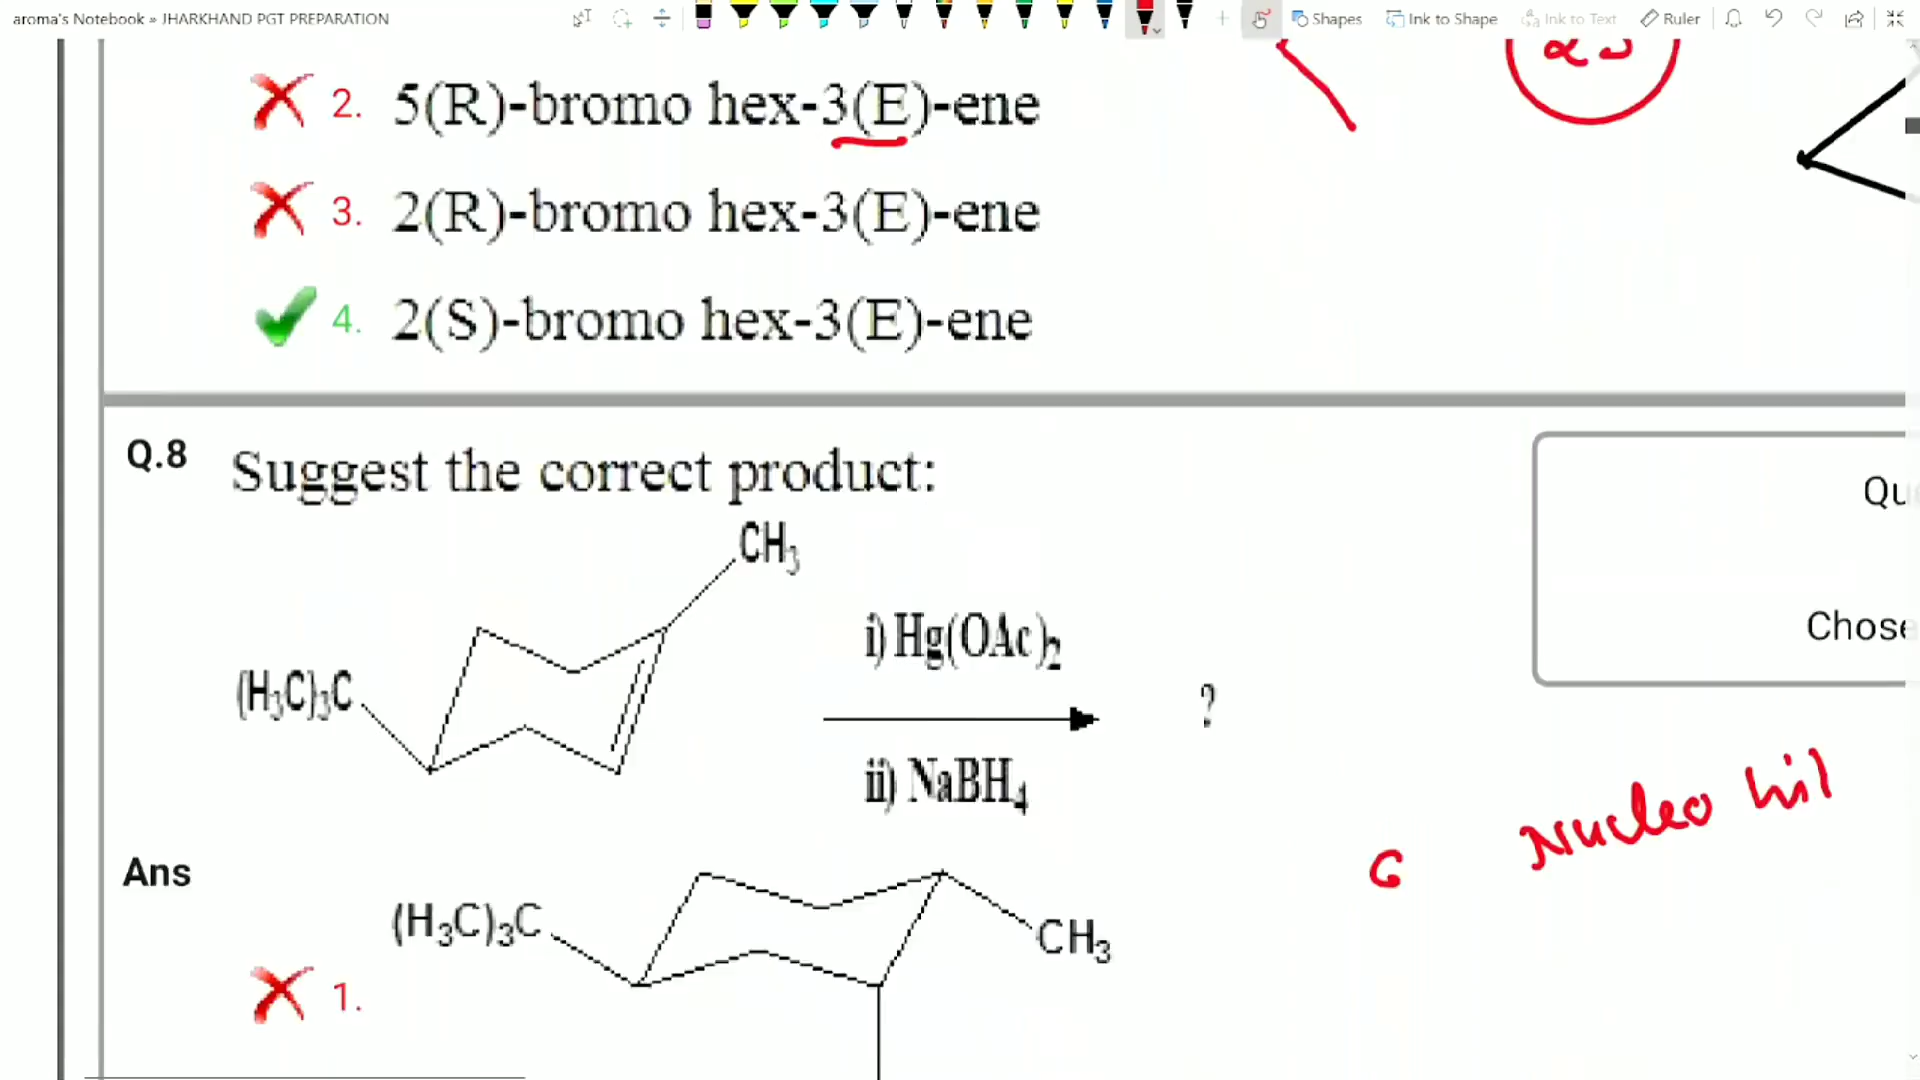 aroma's Notebook » JHARKHAND PGT PREPARATION
Shapes Ink to Shape Ink to Text Ruler
2. 5(R)-bromo hex-3(E)-ene
3. 2(R)-bromo hex-3(E)-ene
4. 2(S)-bromo hex-3(E)-ene
Q.8 Suggest the correct product:
CH₃
i) Hg(OAc)₂
(H₃C)₃C
?
ii) NaBH₄
Qu
Chose
Nucleo hil
Ans
(H₃C)₃C
CH₃
1.